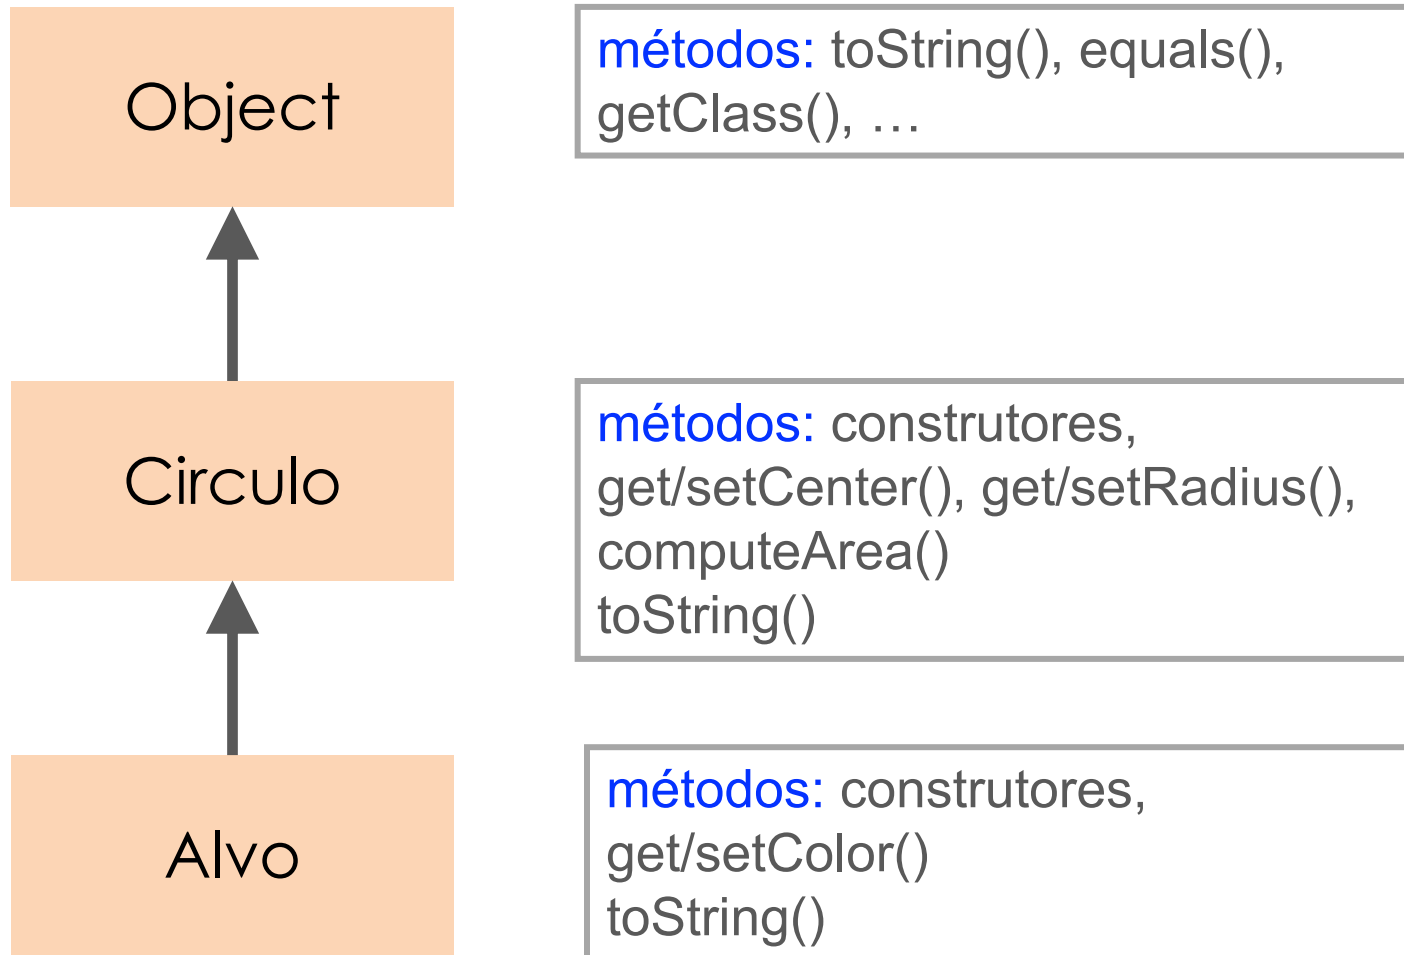 Object
métodos: toString(), equals(),
getClass(), …
Circulo
métodos: construtores,
get/setCenter(), get/setRadius(),
computeArea()
toString()
Alvo
métodos: construtores,
get/setColor()
toString()